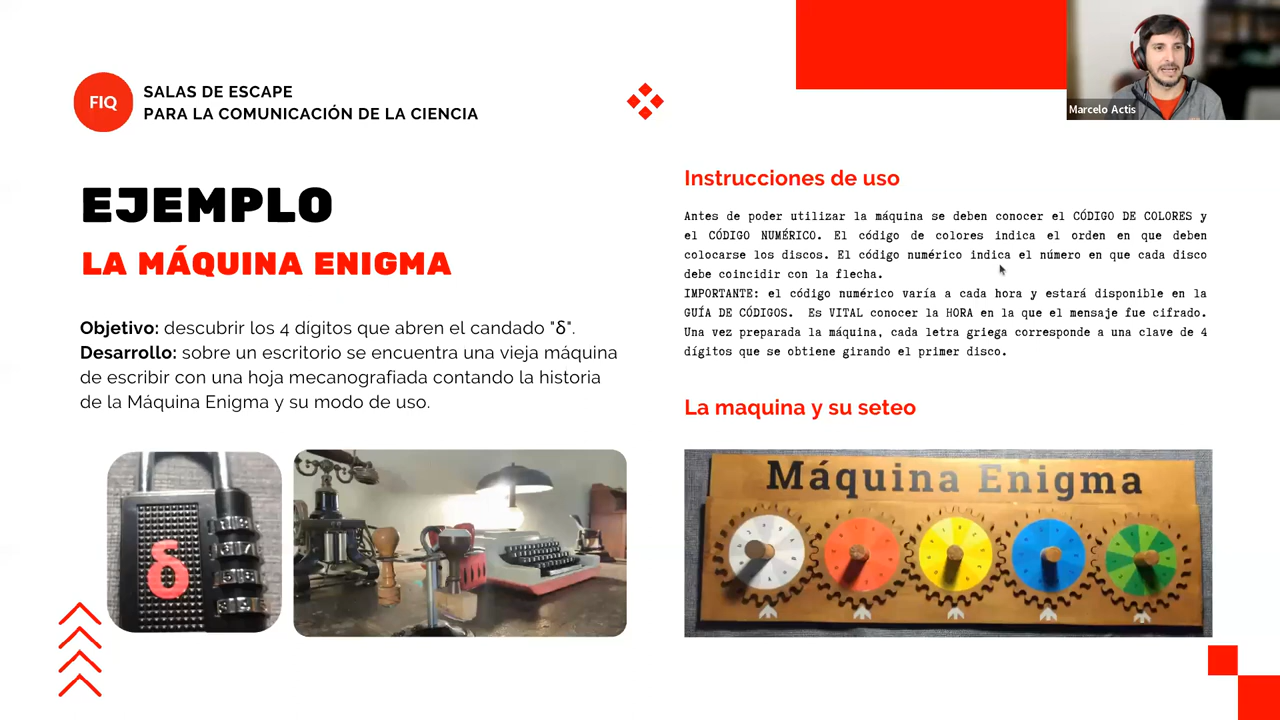 FIQ
SALAS DE ESCAPE
PARA LA COMUNICACIÓN DE LA CIENCIA
Marcelo Actis
EJEMPLO
LA MÁQUINA ENIGMA
Objetivo: descubrir los 4 dígitos que abren el candado "δ".
Desarrollo: sobre un escritorio se encuentra una vieja máquina
de escribir con una hoja mecanografiada contando la historia
de la Máquina Enigma y su modo de uso.
δ
Instrucciones de uso
Antes de poder utilizar la máquina se deben conocer el CÓDIGO DE COLORES y
el CÓDIGO NUMÉRICO. El código de colores indica el orden en que deben
colocarse los discos. El código numérico indica el número en que cada disco
debe coincidir con la flecha.
IMPORTANTE: el código numérico varía a cada hora y estará disponible en la
GUÍA DE CÓDIGOS. Es VITAL conocer la HORA en la que el mensaje fue cifrado.
Una vez preparada la máquina, cada letra griega corresponde a una clave de 4
dígitos que se obtiene girando el primer disco.
La maquina y su seteo
Máquina Enigma